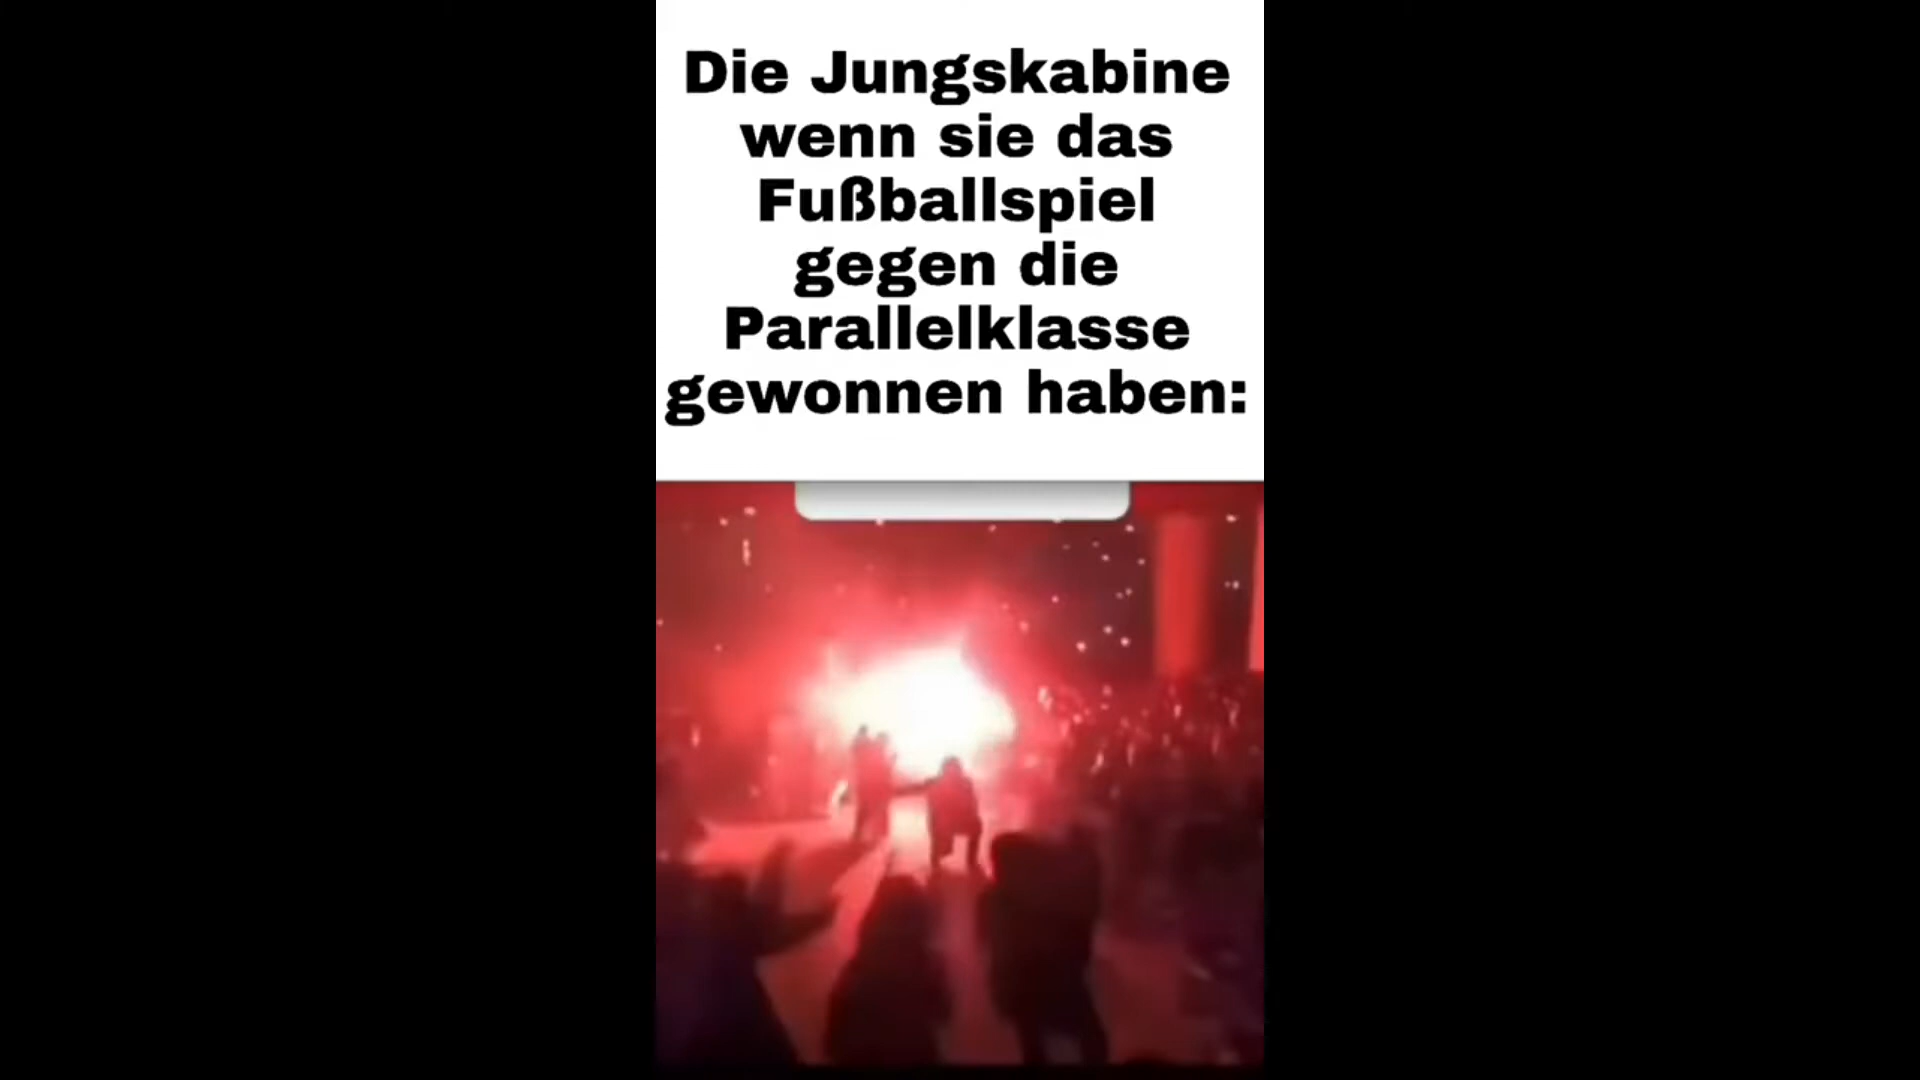 Die Jungskabine
wenn sie das
Fußballspiel
gegen die
Parallelklasse
gewonnen haben: